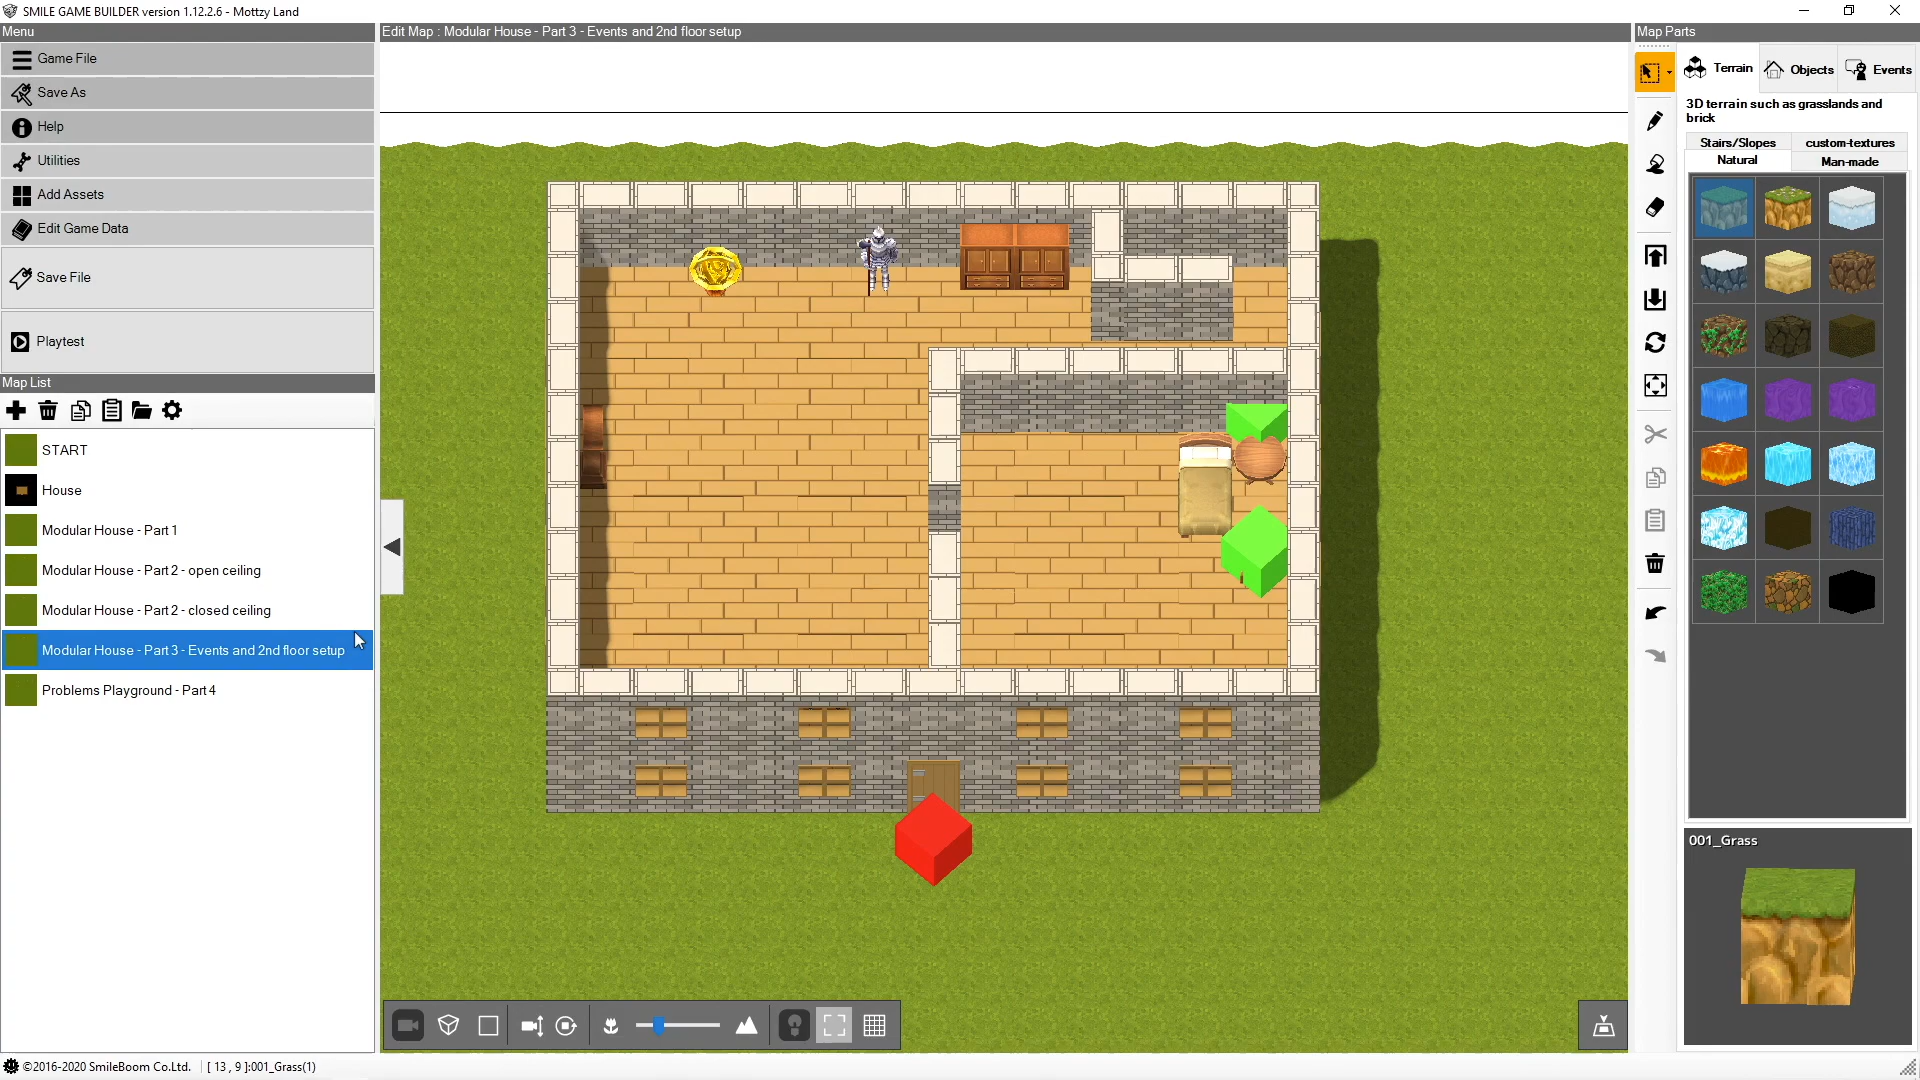 SMILE GAME BUILDER version 1.12.2.6 - Mottzy Land
Menu
Edit Map : Modular House - Part 3 - Events and 2nd floor setup
Map Parts
Game File
Save As
Help
Utilities
Add Assets
Edit Game Data
Save File
Playtest
Map List
START
House
Modular House - Part 1
Modular House - Part 2 - open ceiling
Modular House - Part 2 - closed ceiling
Modular House - Part 3 - Events and 2nd floor setup
Problems Playground - Part 4
Terrain
Objects
Events
3D terrain such as grasslands and
brick
Stairs/Slopes
custom-textures
Natural
Man-made
001_Grass
©2016-2020 SmileBoom Co.Ltd.
[ 13 , 9 ]:001_Grass(1)